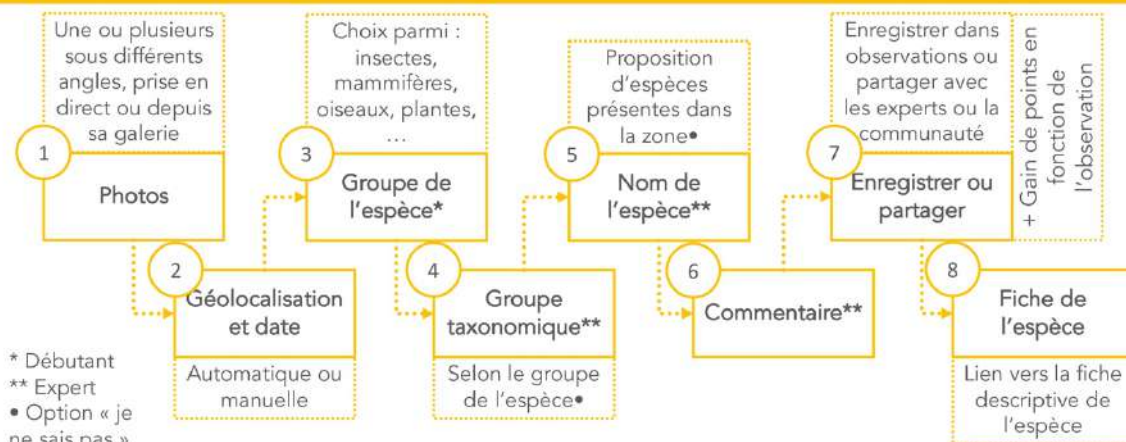 Une ou plusieurs
sous différents
angles, prise en
direct ou depuis
sa galerie
1
Photos
2
Géolocalisation
et date
Automatique ou
manuelle
Choix parmi :
insectes,
mammifères,
oiseaux, plantes,
...
3
Groupe de
l'espèce*
4
Groupe
taxonomique**
Selon le groupe
de l'espèce•
Proposition
d'espèces
présentes dans
la zone•
5
Nom de
l'espèce**
6
Commentaire**
Enregistrer dans
observations ou
partager avec
les experts ou la
communauté
7
Enregistrer ou
partager
+ Gain de points en
fonction de
l'observation
8
Fiche de
l'espèce
Lien vers la fiche
descriptive de
l'espèce
* Débutant
** Expert
• Option « je
ne sais pas »